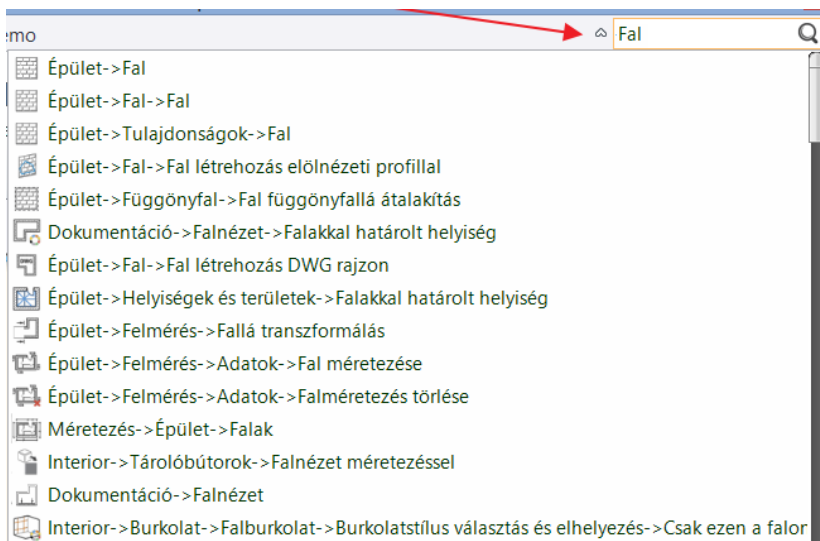 emo
Fal
Épület->Fal
Épület->Fal->Fal
Épület->Tulajdonságok->Fal
Épület->Fal->Fal létrehozás elölnézeti profillal
Épület->Függönyfal->Fal függönyfallá átalakítás
Dokumentáció->Falnézet->Falakkal határolt helyiség
Épület->Fal->Fal létrehozás DWG rajzon
Épület->Helyiségek és területek->Falakkal határolt helyiség
Épület->Felmérés->Fallá transzformálás
Épület->Felmérés->Adatok->Fal méretezése
Épület->Felmérés->Adatok->Falméretezés törlése
Méretezés->Épület->Falak
Interior->Tárolóbútorok->Falnézet méretezéssel
Dokumentáció->Falnézet
Interior->Burkolat->Falburkolat->Burkolatstílus választás és elhelyezés->Csak ezen a falon